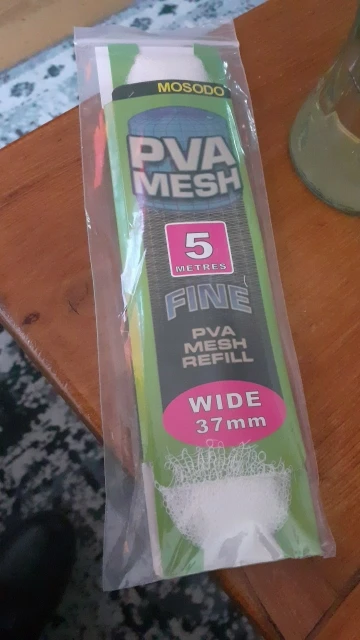 MOSODO
PVA
MESH
5
METRES
FINE
PVA
MESH
REFILL
WIDE
37mm